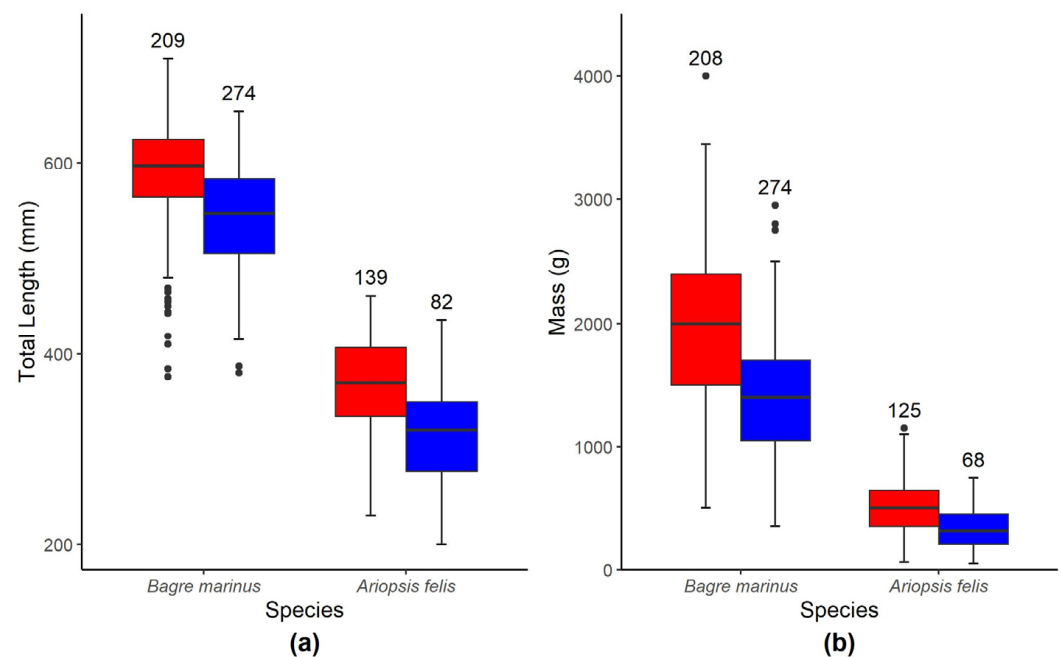 209
274
139
82
600
400
200
Total Length (mm)
Bagre marinus
Ariopsis felis
Species
(a)
208
274
125
68
4000
3000
2000
1000
0
Mass (g)
Bagre marinus
Ariopsis felis
Species
(b)